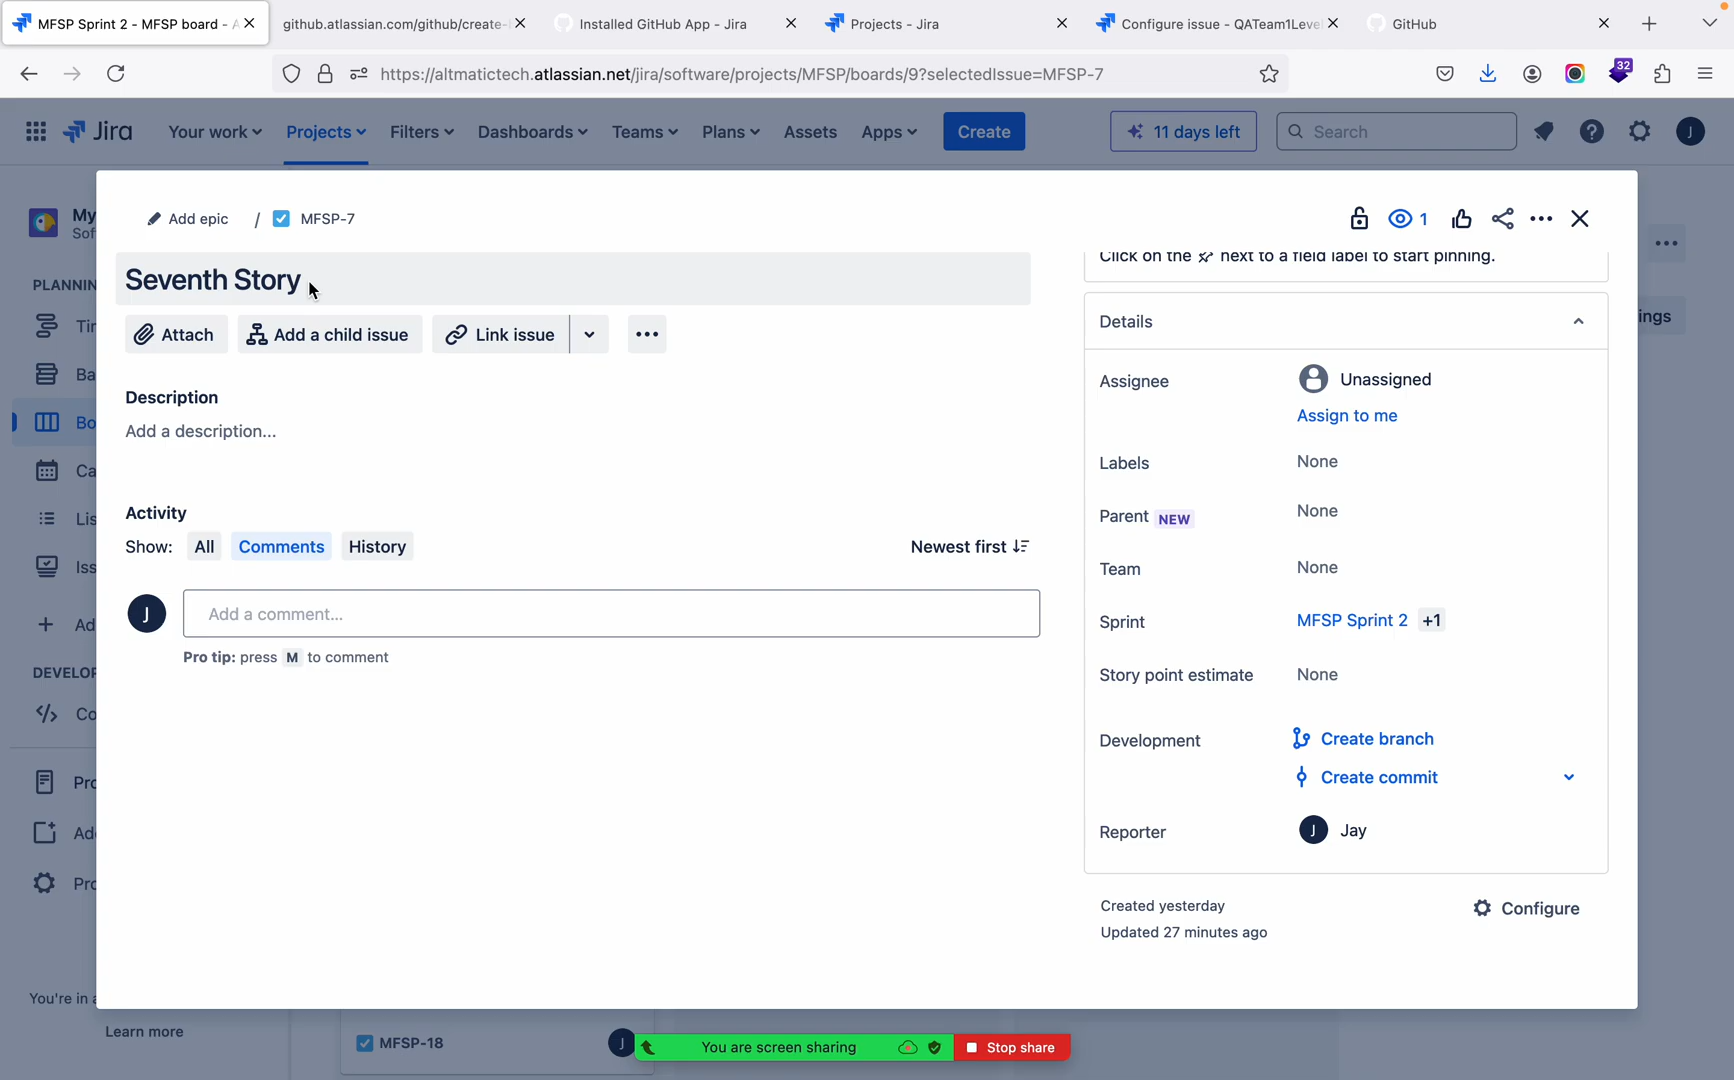 MFSP Sprint 2 - MFSP board - A
github.atlassian.com/github/create-
Installed GitHub App - Jira
Projects - Jira
Configure issue - QATeam1Leve
GitHub
https://altmatictech.atlassian.net/jira/software/projects/MFSP/boards/9?selectedIssue=MFSP-7
32
Jira
Your work
Projects
Filters
Dashboards
Teams
Plans
Assets
Apps
Create
11 days left
Search
J
My
Sof
Add epic / MFSP-7
1
Seventh Story
Click on the next to a field label to start pinning.
PLANNIN
Attach
Add a child issue
Link issue
Details
ings
Tir
Ba
Bo
Ca
Lis
Iss
Ad
DEVELOP
Co
Pro
Add
Pro
Description
Add a description...
Activity
Show: All Comments History
Newest first
J
Add a comment...
Pro tip: press M to comment
Assignee
Unassigned
Assign to me
Labels
None
Parent NEW
None
Team
None
Sprint
MFSP Sprint 2 +1
Story point estimate
None
Development
Create branch
Create commit
Reporter
J Jay
Created yesterday
Updated 27 minutes ago
Configure
You're in a
Learn more
MFSP-18
J
You are screen sharing
Stop share